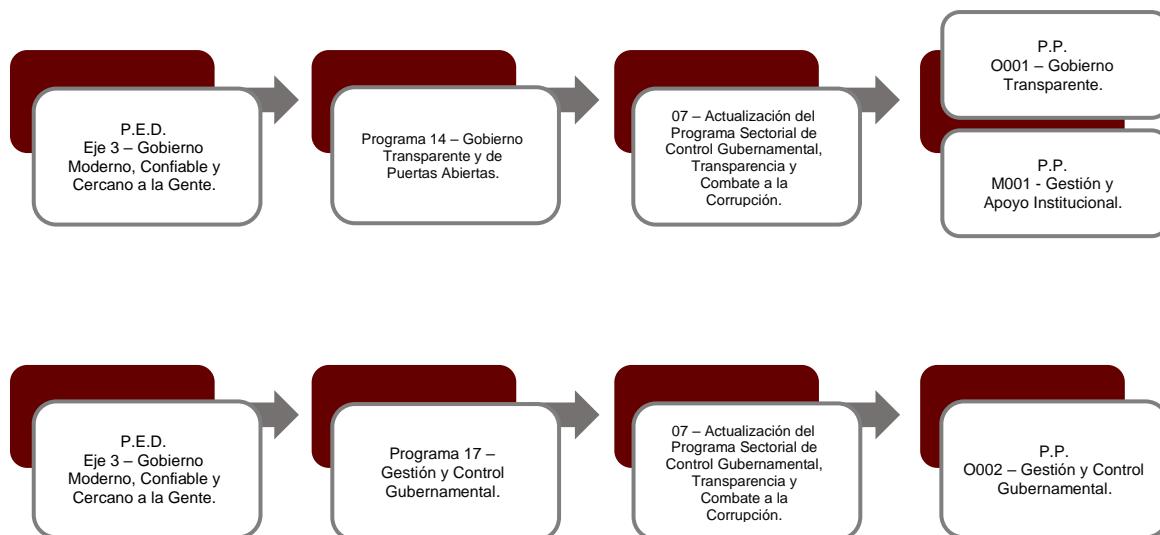 P.E.D.
Eje 3 – Gobierno
Moderno, Confiable y
Cercano a la Gente.
Programa 14 – Gobierno
Transparente y de
Puertas Abiertas.
07 – Actualización del
Programa Sectorial de
Control Gubernamental,
Transparencia y
Combate a la
Corrupción.
P.P.
O001 – Gobierno
Transparente.
P.P.
M001 - Gestión y
Apoyo Institucional.
P.E.D.
Eje 3 – Gobierno
Moderno, Confiable y
Cercano a la Gente.
Programa 17 –
Gestión y Control
Gubernamental.
07 – Actualización del
Programa Sectorial de
Control Gubernamental,
Transparencia y
Combate a la
Corrupción.
P.P.
O002 – Gestión y Control
Gubernamental.